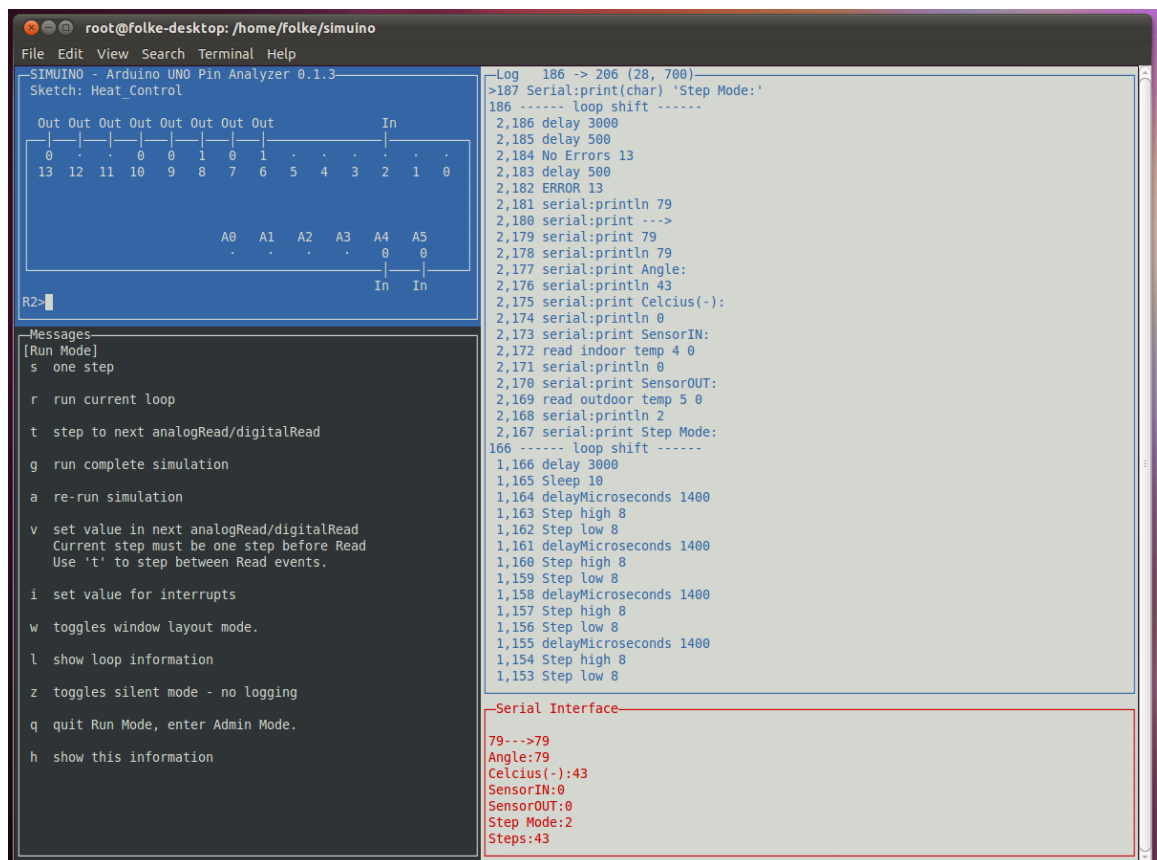 root@folke-desktop: /home/folke/simuino
File Edit View Search Terminal Help
SIMUINO - Arduino UNO Pin Analyzer 0.1.3
Sketch: Heat_Control
Out Out Out Out Out Out Out Out In
0 · · 0 0 1 0 1 · · · · · ·
13 12 11 10 9 8 7 6 5 4 3 2 1 0
A0 A1 A2 A3 A4 A5
· · · · 0 0
In In
R2>
Messages
[Run Mode]
s one step
r run current loop
t step to next analogRead/digitalRead
g run complete simulation
a re-run simulation
v set value in next analogRead/digitalRead
Current step must be one step before Read
Use 't' to step between Read events.
i set value for interrupts
w toggles window layout mode.
l show loop information
z toggles silent mode - no logging
q quit Run Mode, enter Admin Mode.
h show this information
Log 186 -> 206 (28, 700)
>187 Serial:print(char) 'Step Mode:'
186 ------ loop shift ------
2,186 delay 3000
2,185 delay 500
2,184 No Errors 13
2,183 delay 500
2,182 ERROR 13
2,181 serial:println 79
2,180 serial:print --->
2,179 serial:print 79
2,178 serial:println 79
2,177 serial:print Angle:
2,176 serial:println 43
2,175 serial:print Celcius(-):
2,174 serial:println 0
2,173 serial:print SensorIN:
2,172 read indoor temp 4 0
2,171 serial:println 0
2,170 serial:print SensorOUT:
2,169 read outdoor temp 5 0
2,168 serial:println 2
2,167 serial:print Step Mode:
166 ------ loop shift ------
1,166 delay 3000
1,165 Sleep 10
1,164 delayMicroseconds 1400
1,163 Step high 8
1,162 Step low 8
1,161 delayMicroseconds 1400
1,160 Step high 8
1,159 Step low 8
1,158 delayMicroseconds 1400
1,157 Step high 8
1,156 Step low 8
1,155 delayMicroseconds 1400
1,154 Step high 8
1,153 Step low 8
Serial Interface
79--->79
Angle:79
Celcius(-):43
SensorIN:0
SensorOUT:0
Step Mode:2
Steps:43